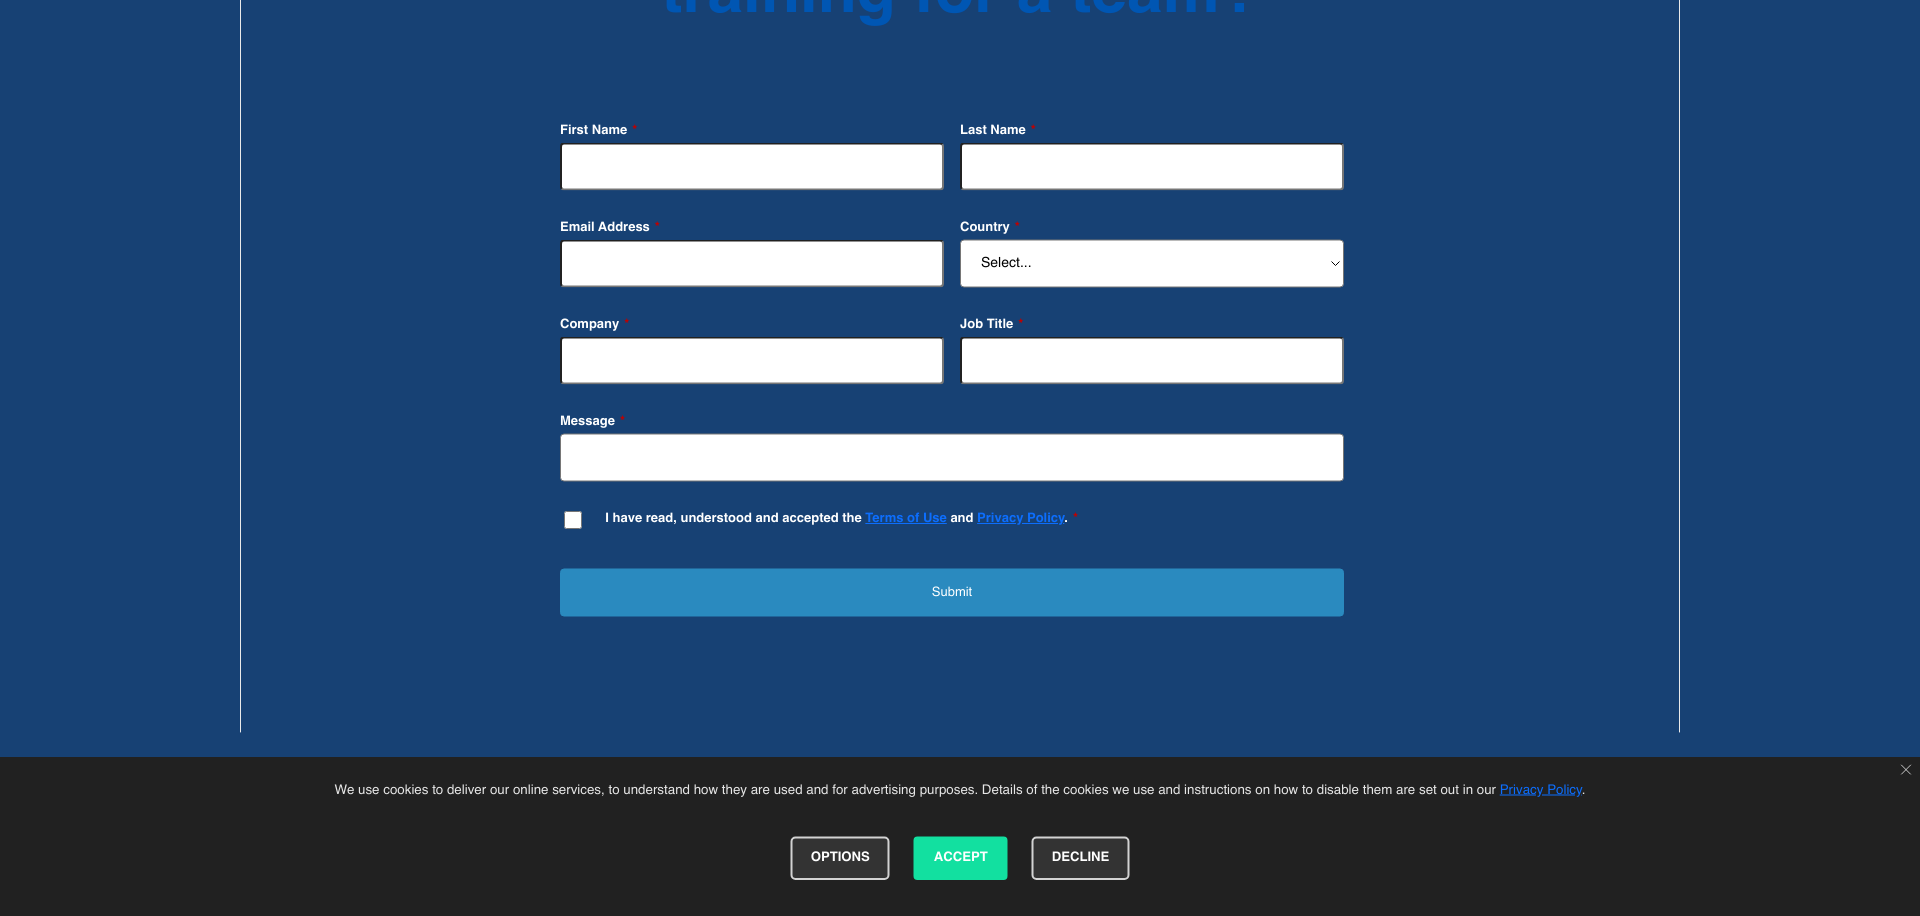 training for a team?
First Name *
Last Name *
Email Address *
Country *
Select...
Company *
Job Title *
Message *
I have read, understood and accepted the Terms of Use and Privacy Policy. *
Submit
We use cookies to deliver our online services, to understand how they are used and for advertising purposes. Details of the cookies we use and instructions on how to disable them are set out in our Privacy Policy.
OPTIONS
ACCEPT
DECLINE